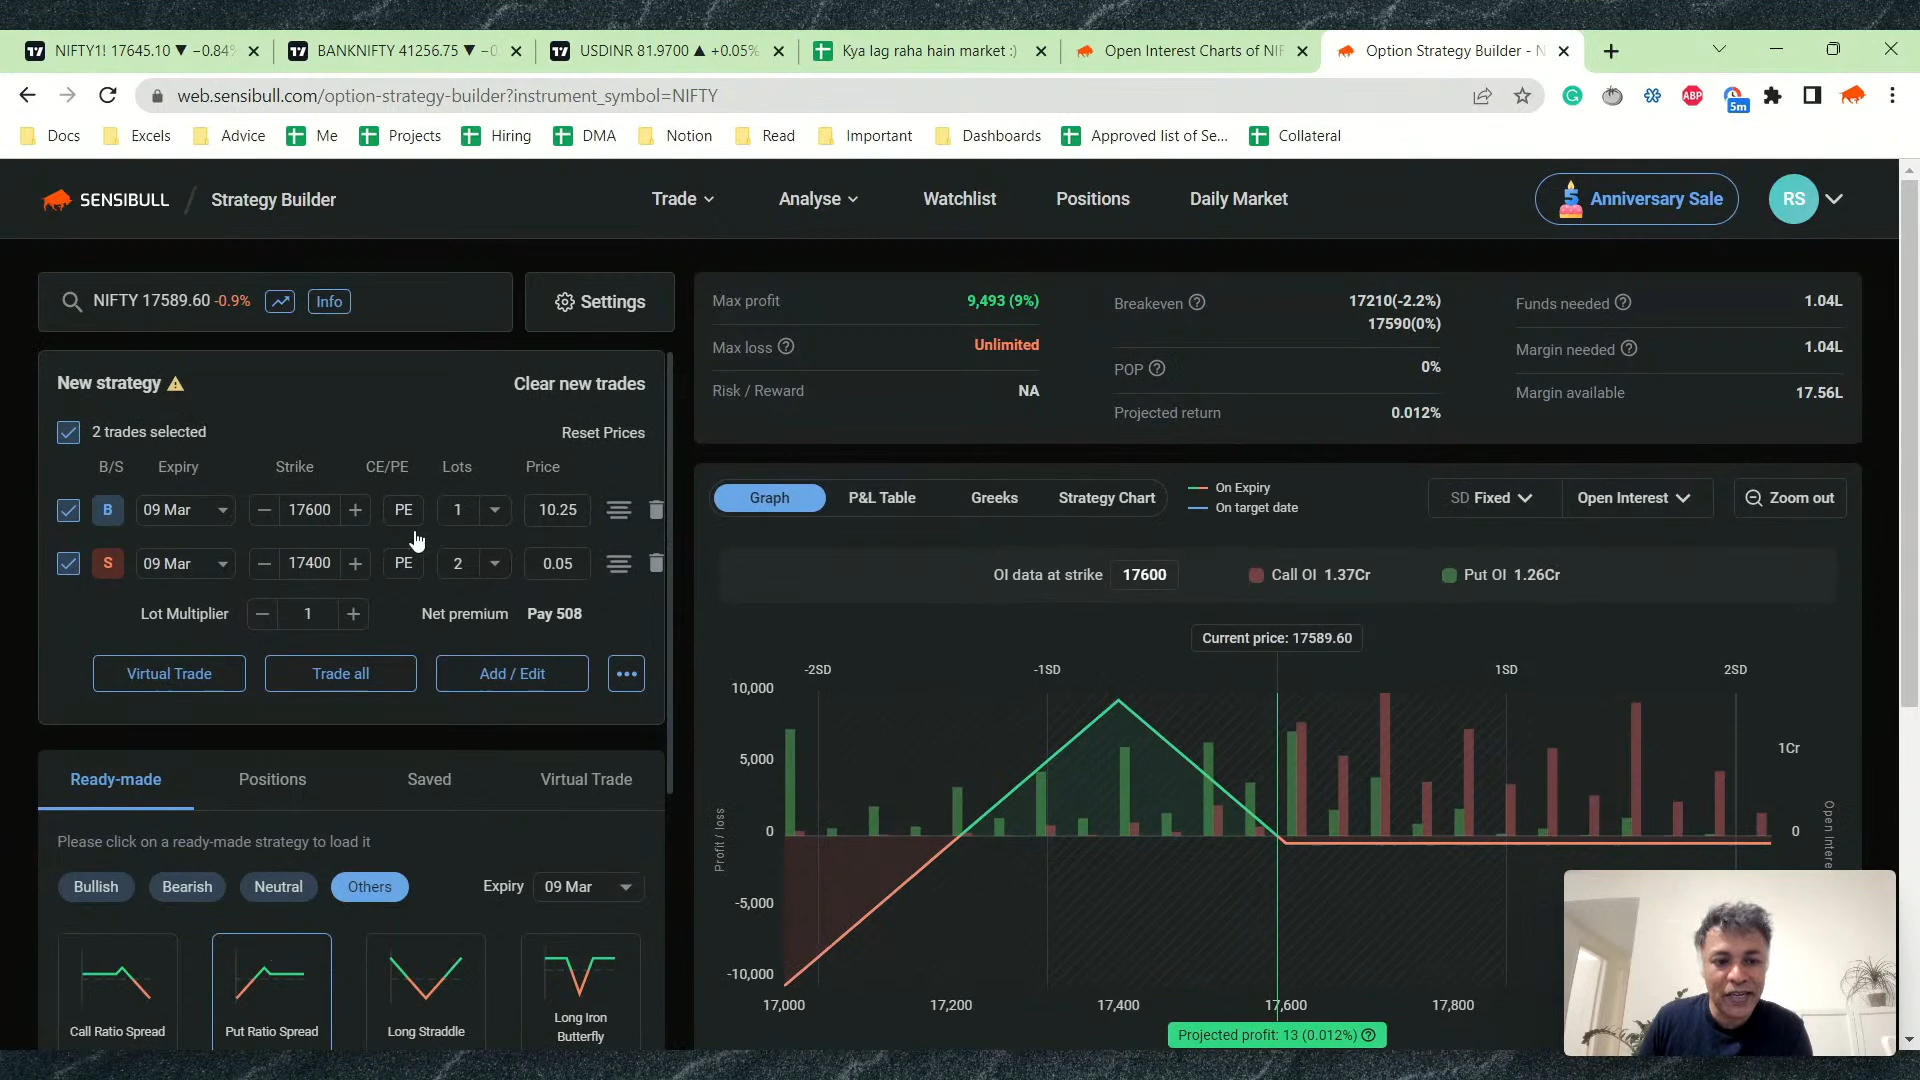 NIFTY1! 17645.10 ▼ −0.84%
BANKNIFTY 41256.75 ▼ −0
USDINR 81.9700 ▲ +0.05%
Kya lag raha hain market :)
Open Interest Charts of NIF
Option Strategy Builder - N
web.sensibull.com/option-strategy-builder?instrument_symbol=NIFTY
ABP
5m
Docs
Excels
Advice
Me
Projects
Hiring
DMA
Notion
Read
Important
Dashboards
Approved list of Se...
Collateral
SENSIBULL / Strategy Builder
Trade
Analyse
Watchlist
Positions
Daily Market
5 Anniversary Sale
RS
NIFTY 17589.60 -0.9%
Info
Settings
New strategy
Clear new trades
2 trades selected
Reset Prices
B/S Expiry Strike CE/PE Lots Price
B 09 Mar 17600 PE 1 10.25
S 09 Mar 17400 PE 2 0.05
Lot Multiplier 1 Net premium Pay 508
Virtual Trade
Trade all
Add / Edit
Ready-made
Positions
Saved
Virtual Trade
Please click on a ready-made strategy to load it
Bullish
Bearish
Neutral
Others
Expiry 09 Mar
Call Ratio Spread
Put Ratio Spread
Long Straddle
Long Iron
Butterfly
Max profit 9,493 (9%)
Max loss Unlimited
Risk / Reward NA
Breakeven 17210(-2.2%)
17590(0%)
POP 0%
Projected return 0.012%
Funds needed 1.04L
Margin needed 1.04L
Margin available 17.56L
Graph
P&L Table
Greeks
Strategy Chart
On Expiry
On target date
SD Fixed
Open Interest
Zoom out
OI data at strike 17600
Call OI 1.37Cr
Put OI 1.26Cr
Current price: 17589.60
-2SD
-1SD
1SD
2SD
10,000
5,000
0
-5,000
-10,000
Profit / loss
1Cr
0
Open Intere
17,000
17,200
17,400
17,600
17,800
Projected profit: 13 (0.012%)